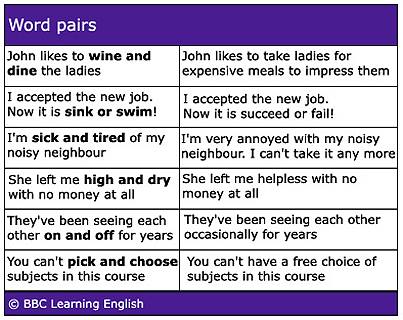 Word pairs
John likes to wine and
dine the ladies
John likes to take ladies for
expensive meals to impress them
I accepted the new job.
Now it is sink or swim!
I accepted the new job.
Now it is succeed or fail!
I'm sick and tired of my
noisy neighbour
I'm very annoyed with my noisy
neighbour. I can't take it any more
She left me high and dry
with no money at all
She left me helpless with no
money at all
They've been seeing each
other on and off for years
They've been seeing each other
occasionally for years
You can't pick and choose
subjects in this course
You can't have a free choice of
subjects in this course
© BBC Learning English